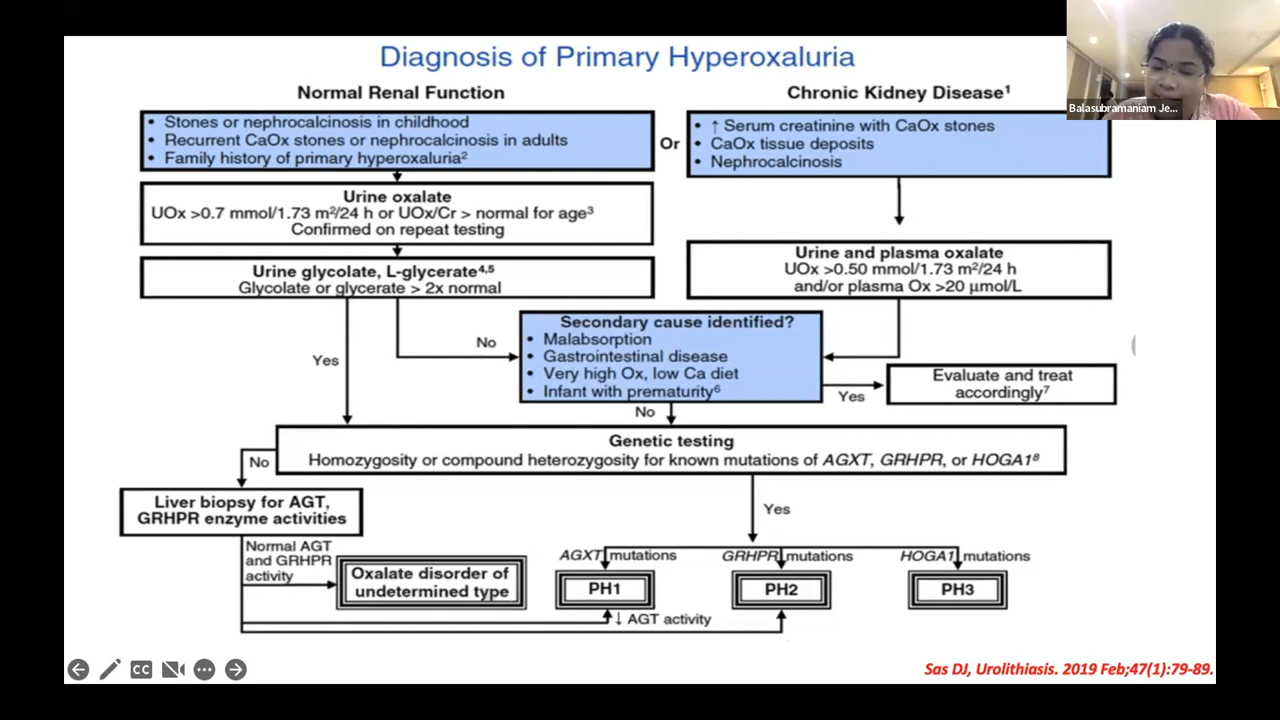 Diagnosis of Primary Hyperoxaluria
Balasubramaniam Je...
Normal Renal Function
Chronic Kidney Disease¹
• Stones or nephrocalcinosis in childhood
• Recurrent CaOx stones or nephrocalcinosis in adults
• Family history of primary hyperoxaluria²
Or
• ↑ Serum creatinine with CaOx stones
• CaOx tissue deposits
• Nephrocalcinosis
Urine oxalate
UOx >0.7 mmol/1.73 m²/24 h or UOx/Cr > normal for age³
Confirmed on repeat testing
Urine glycolate, L-glycerate⁴,⁵
Glycolate or glycerate > 2x normal
Urine and plasma oxalate
UOx >0.50 mmol/1.73 m²/24 h
and/or plasma Ox >20 μmol/L
No
Yes
Secondary cause identified?
• Malabsorption
• Gastrointestinal disease
• Very high Ox, low Ca diet
• Infant with prematurity⁶
Yes
Evaluate and treat
accordingly⁷
No
Genetic testing
Homozygosity or compound heterozygosity for known mutations of AGXT, GRHPR, or HOGA1⁸
No
Yes
Liver biopsy for AGT,
GRHPR enzyme activities
Normal AGT
and GRHPR
activity
Oxalate disorder of
undetermined type
AGXT mutations
GRHPR mutations
HOGA1 mutations
PH1
PH2
PH3
↓ AGT activity
CC
Sas DJ, Urolithiasis. 2019 Feb;47(1):79-89.